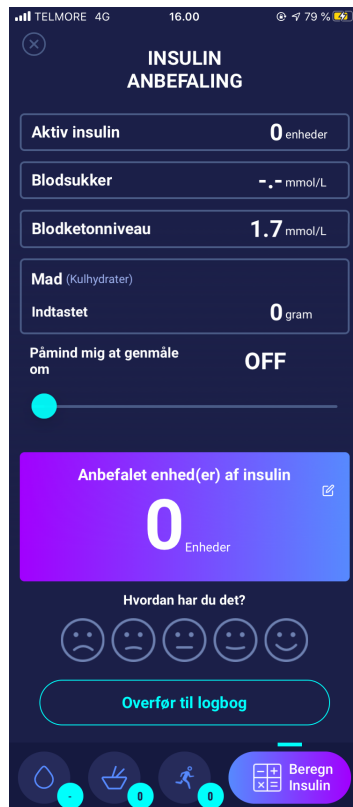 TELMORE 4G 16.00 79 %
INSULIN
ANBEFALING
Aktiv insulin 0 enheder
Blodsukker -.- mmol/L
Blodketonniveau 1.7 mmol/L
Mad (Kulhydrater)
Indtastet 0 gram
Påmind mig at genmåle
om
OFF
Anbefalet enhed(er) af insulin
0 Enheder
Hvordan har du det?
Overfør til logbog
- 0 0
Beregn
Insulin